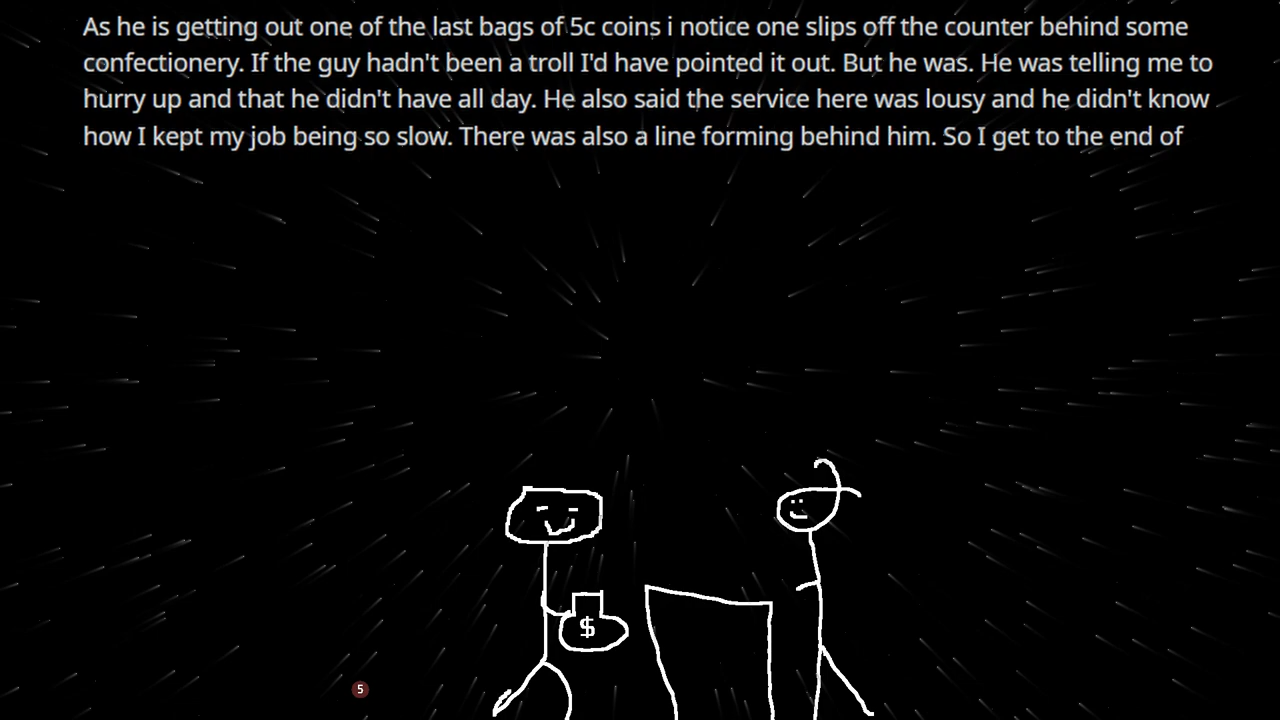 As he is getting out one of the last bags of 5c coins i notice one slips off the counter behind some
confectionery. If the guy hadn't been a troll I'd have pointed it out. But he was. He was telling me to
hurry up and that he didn't have all day. He also said the service here was lousy and he didn't know
how I kept my job being so slow. There was also a line forming behind him. So I get to the end of
$
5